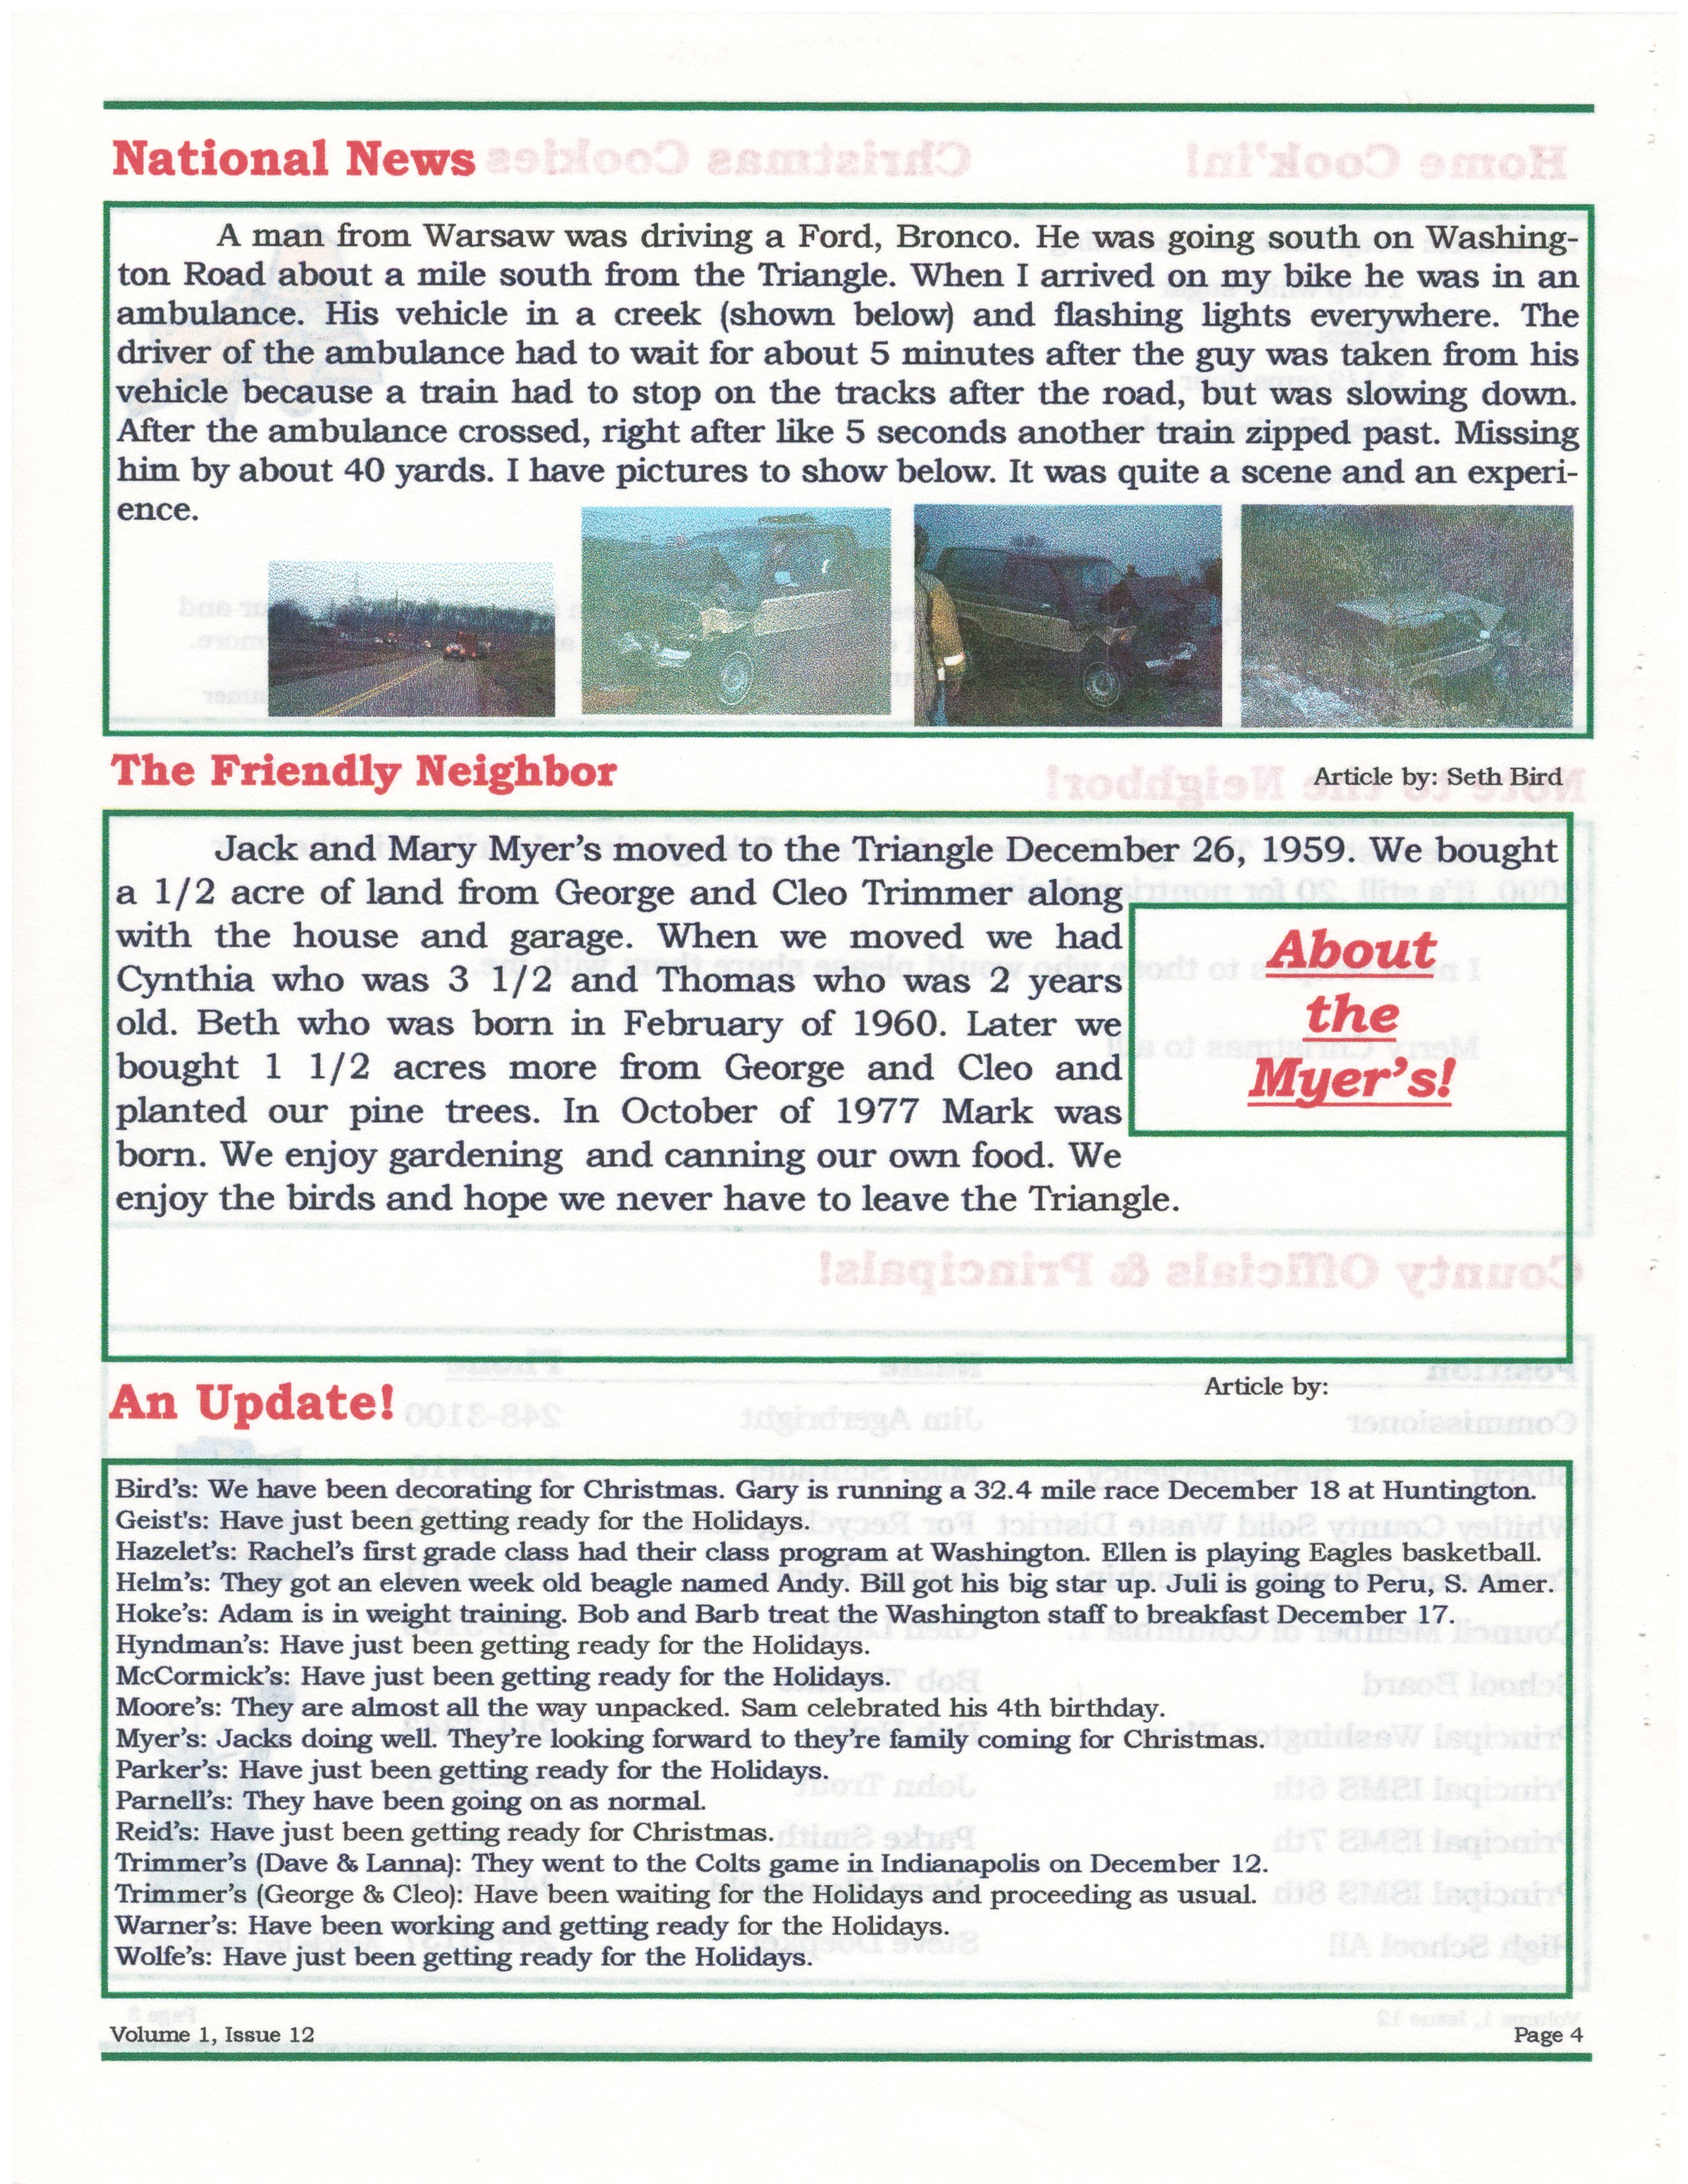 National News
A man from Warsaw was driving a Ford, Bronco. He was going south on Washing-
ton Road about a mile south from the Triangle. When I arrived on my bike he was in an
ambulance. His vehicle in a creek (shown below) and flashing lights everywhere. The
driver of the ambulance had to wait for about 5 minutes after the guy was taken from his
vehicle because a train had to stop on the tracks after the road, but was slowing down.
After the ambulance crossed, right after like 5 seconds another train zipped past. Missing
him by about 40 yards. I have pictures to show below. It was quite a scene and an experi-
ence.
The Friendly Neighbor
Article by: Seth Bird
Jack and Mary Myer's moved to the Triangle December 26, 1959. We bought
a 1/2 acre of land from George and Cleo Trimmer along
with the house and garage. When we moved we had
Cynthia who was 3 1/2 and Thomas who was 2 years
old. Beth who was born in February of 1960. Later we
bought 1 1/2 acres more from George and Cleo and
planted our pine trees. In October of 1977 Mark was
born. We enjoy gardening and canning our own food. We
enjoy the birds and hope we never have to leave the Triangle.
About
the
Myer's!
An Update!
Article by:
Bird's: We have been decorating for Christmas. Gary is running a 32.4 mile race December 18 at Huntington.
Geist's: Have just been getting ready for the Holidays.
Hazelet's: Rachel's first grade class had their class program at Washington. Ellen is playing Eagles basketball.
Helm's: They got an eleven week old beagle named Andy. Bill got his big star up. Juli is going to Peru, S. Amer.
Hoke's: Adam is in weight training. Bob and Barb treat the Washington staff to breakfast December 17.
Hyndman's: Have just been getting ready for the Holidays.
McCormick's: Have just been getting ready for the Holidays.
Moore's: They are almost all the way unpacked. Sam celebrated his 4th birthday.
Myer's: Jacks doing well. They're looking forward to they're family coming for Christmas.
Parker's: Have just been getting ready for the Holidays.
Parnell's: They have been going on as normal.
Reid's: Have just been getting ready for Christmas.
Trimmer's (Dave & Lanna): They went to the Colts game in Indianapolis on December 12.
Trimmer's (George & Cleo): Have been waiting for the Holidays and proceeding as usual.
Warner's: Have been working and getting ready for the Holidays.
Wolfe's: Have just been getting ready for the Holidays.
Volume 1, Issue 12
Page 4